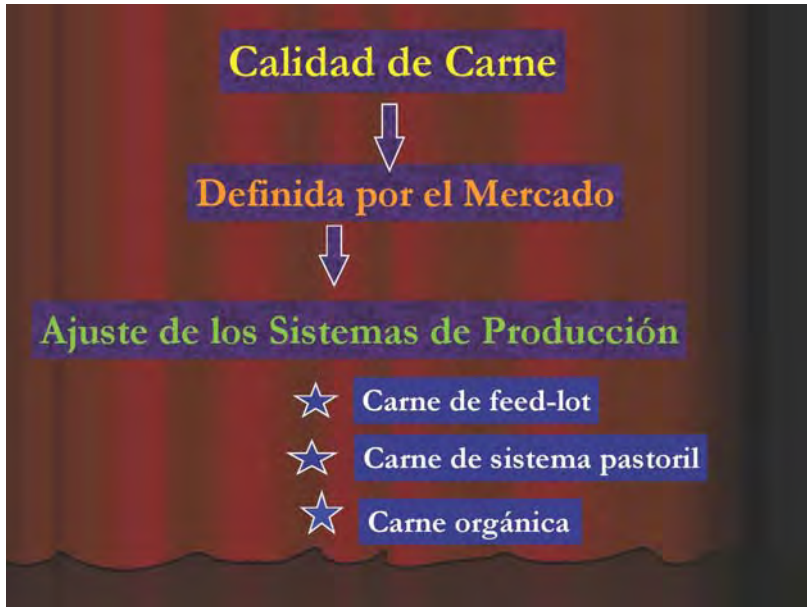 Calidad de Carne
Definida por el Mercado
Ajuste de los Sistemas de Producción
Carne de feed-lot
Carne de sistema pastoril
Carne orgánica